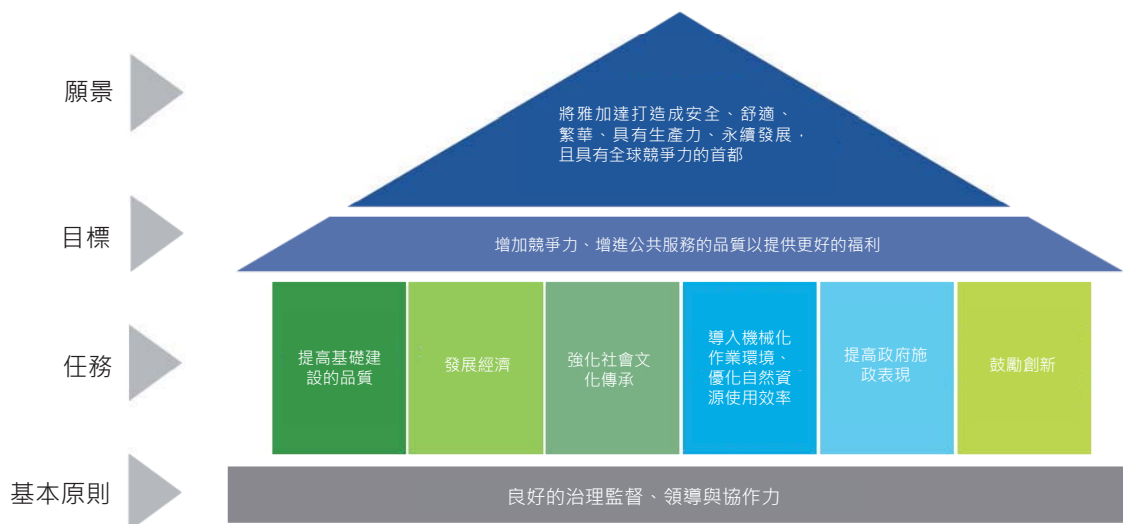 願景
將雅加達打造成安全、舒適、
繁華、具有生產力、永續發展，
且具有全球競爭力的首都
目標
增加競爭力、增進公共服務的品質以提供更好的福利
任務
提高基礎建
設的品質
發展經濟
強化社會文
化傳承
導入機械化
作業環境、
優化自然資
源使用效率
提高政府施
政表現
鼓勵創新
基本原則
良好的治理監督、領導與協作力